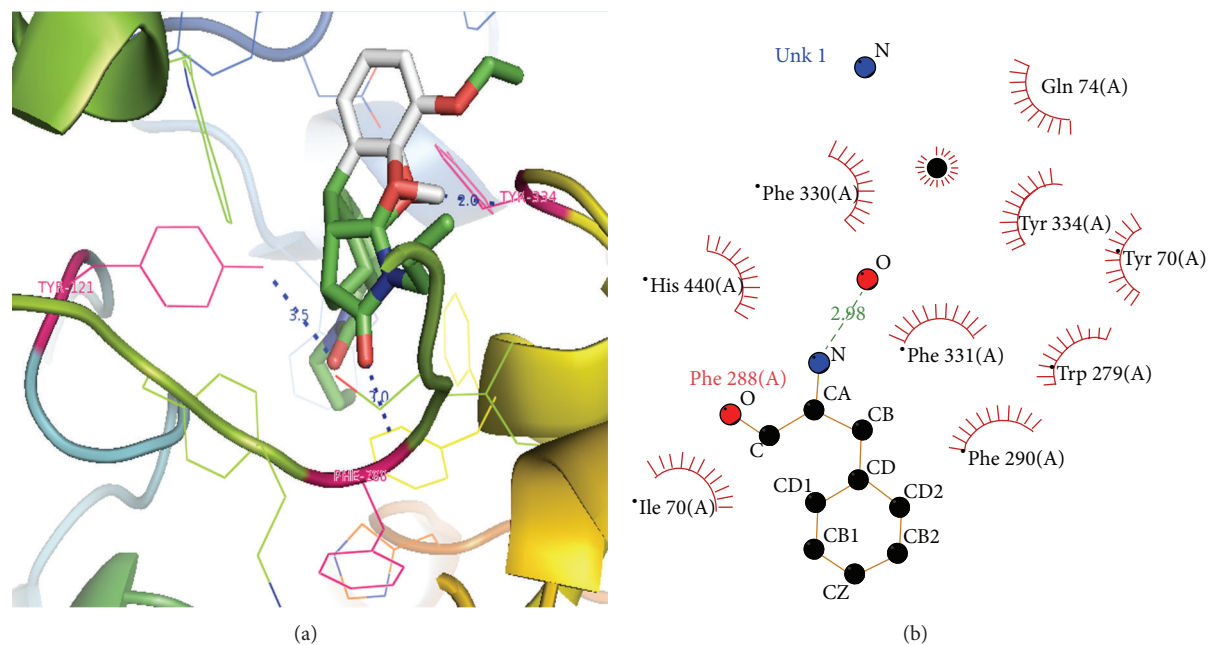 TYR-334
2.0
TYR-121
3.5
3.0
PHE-288
(a)
Unk 1
N
Gln 74(A)
Phe 330(A)
Tyr 334(A)
Tyr 70(A)
His 440(A)
O
2.98
Phe 331(A)
N
Trp 279(A)
Phe 288(A)
O
CA
CB
C
Phe 290(A)
CD
CD1
CD2
Ile 70(A)
CB1
CB2
CZ
(b)